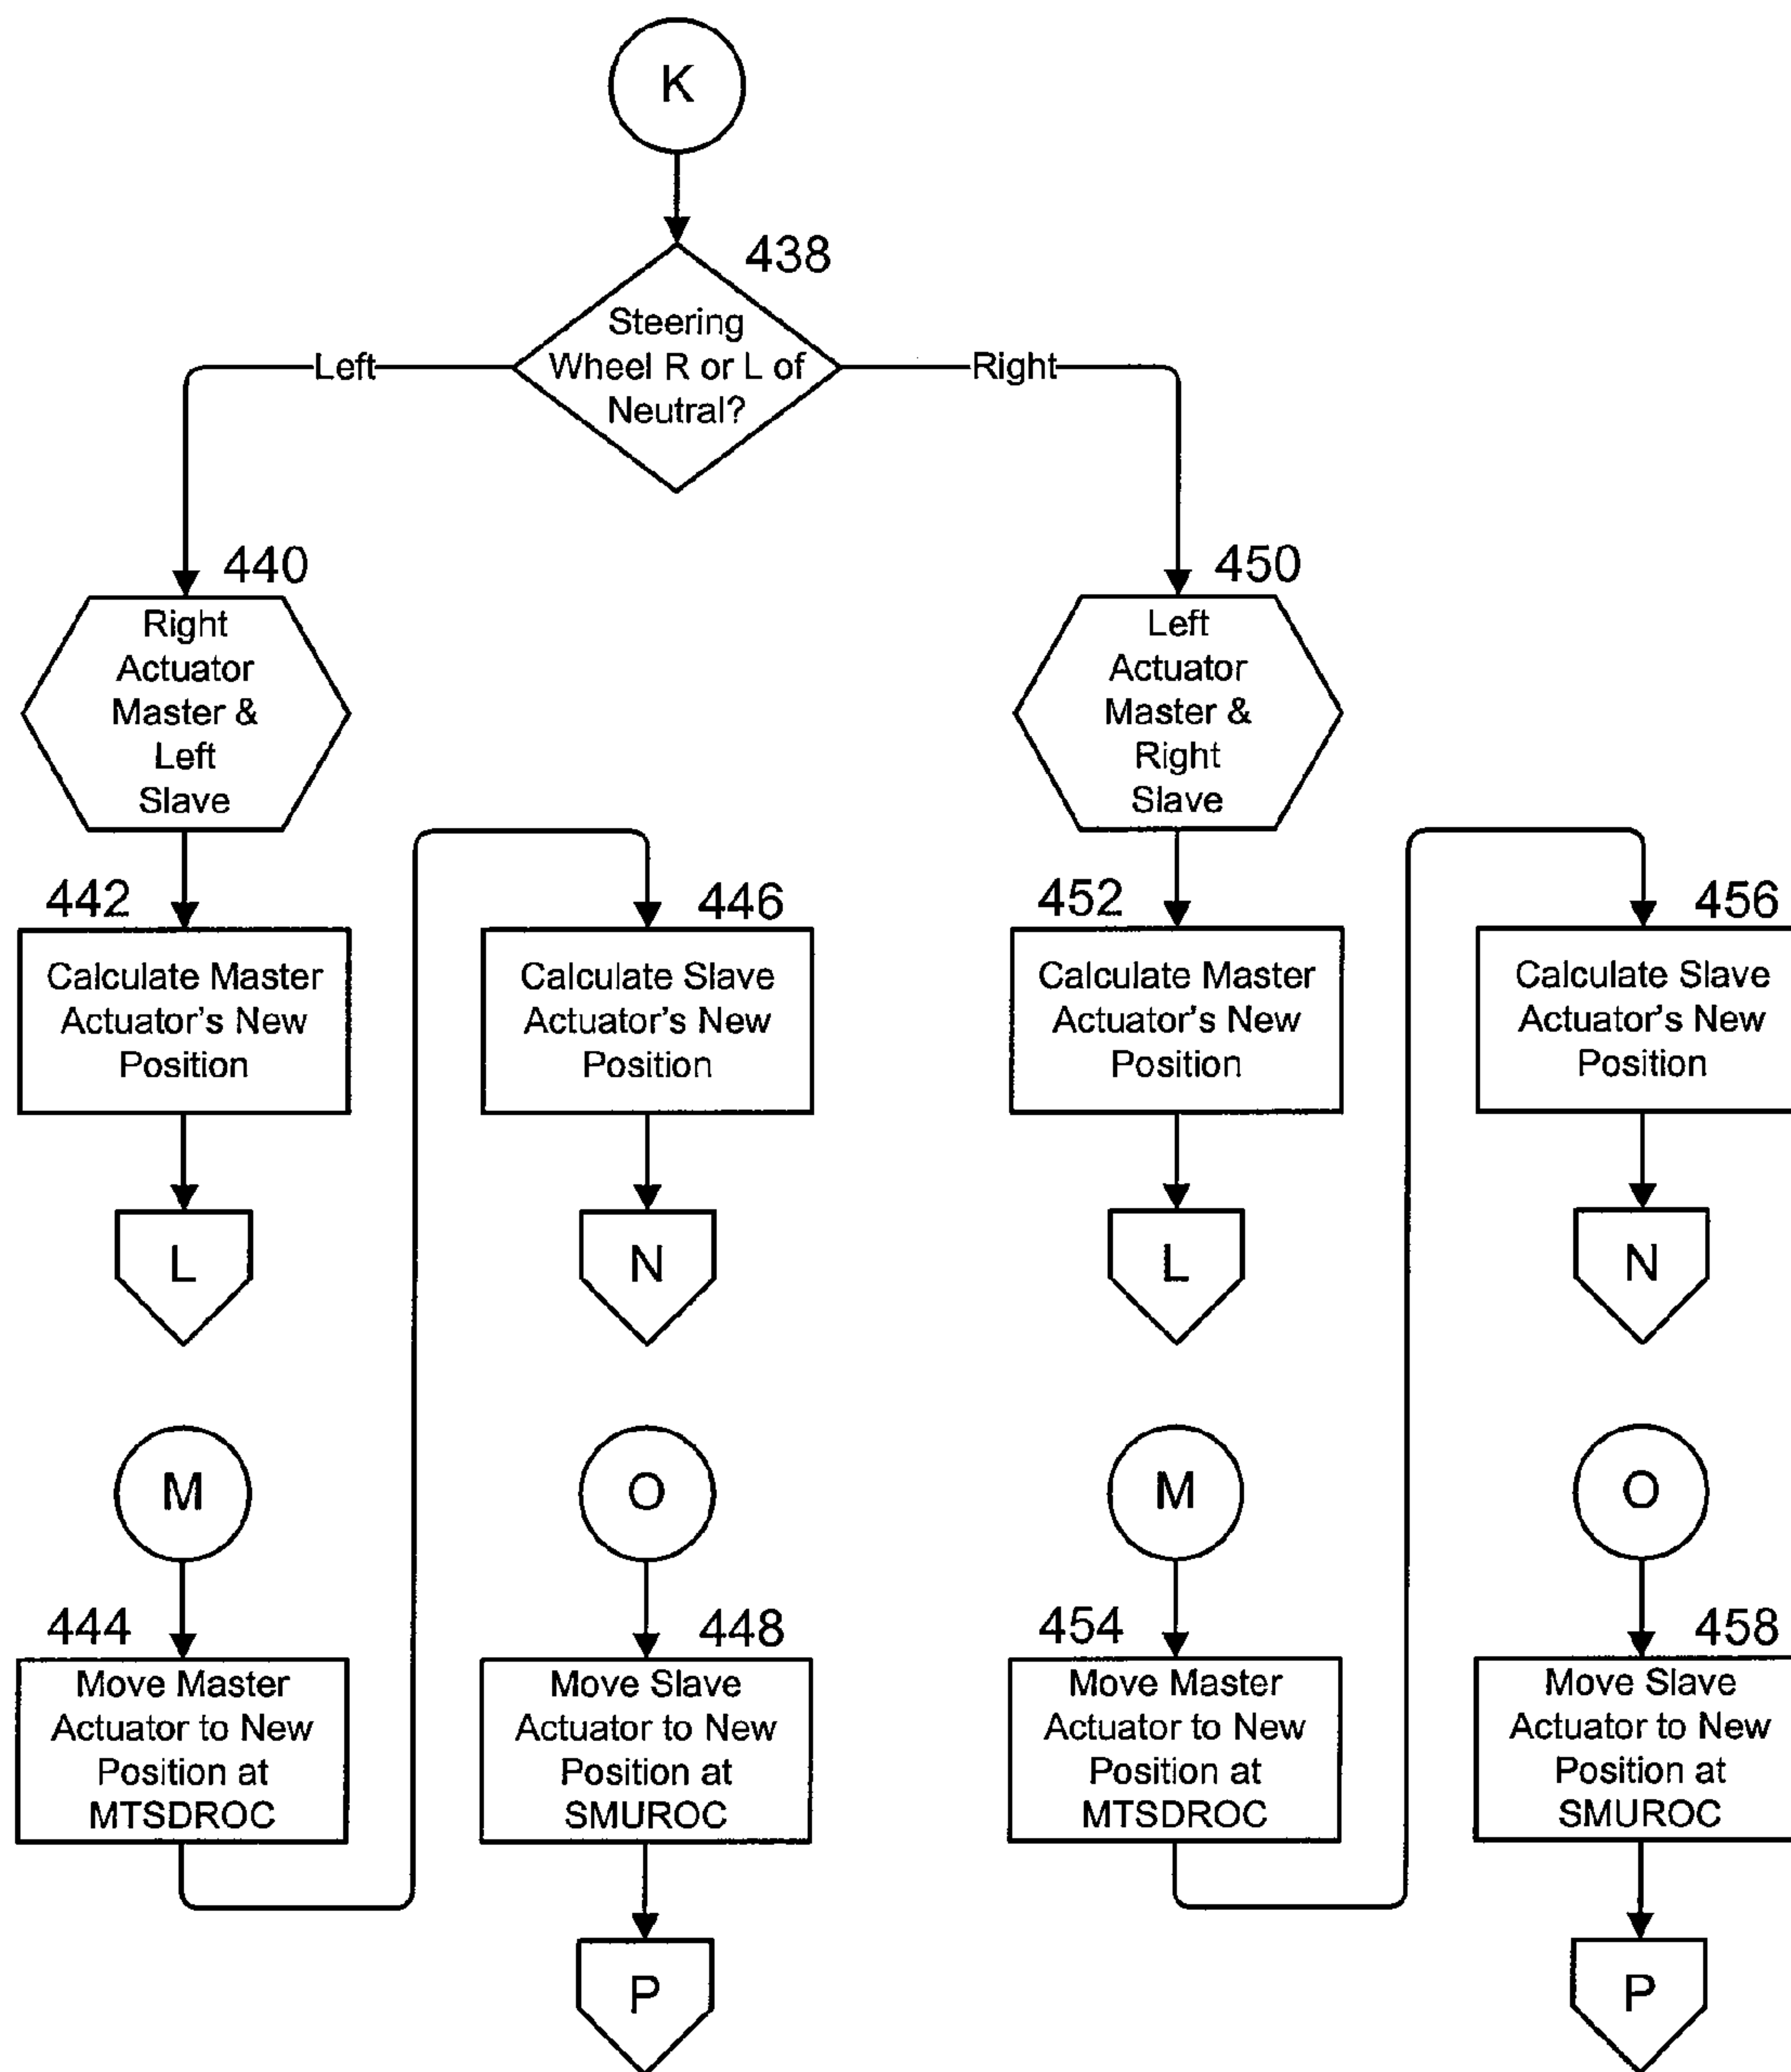 K
438
Steering
Wheel R or L of
Neutral?
Left
Right
440
Right
Actuator
Master &
Left
Slave
450
Left
Actuator
Master &
Right
Slave
442
Calculate Master
Actuator's New
Position
446
Calculate Slave
Actuator's New
Position
452
Calculate Master
Actuator's New
Position
456
Calculate Slave
Actuator's New
Position
L
N
L
N
M
O
M
O
444
Move Master
Actuator to New
Position at
MTSDROC
448
Move Slave
Actuator to New
Position at
SMUROC
454
Move Master
Actuator to New
Position at
MTSDROC
458
Move Slave
Actuator to New
Position at
SMUROC
P
P